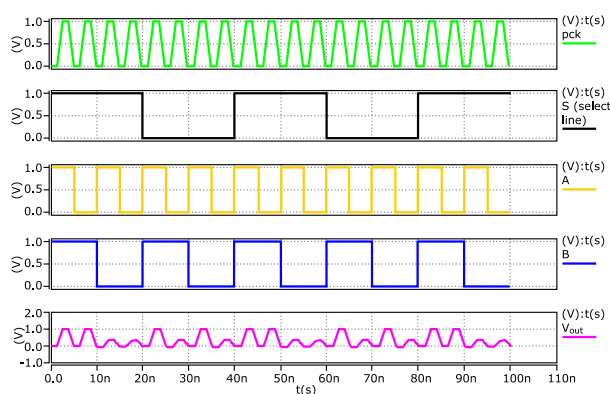 (V):t(s)
pck
1.0
0.5
0.0
(V)
(V):t(s)
S (select
line)
1.0
0.5
0.0
(V)
(V):t(s)
A
1.0
0.5
0.0
(V)
(V):t(s)
B
1.0
0.5
0.0
(V)
(V):t(s)
Vout
2.0
1.0
0.0
-1.0
(V)
0.0 10n 20n 30n 40n 50n 60n 70n 80n 90n 100n 110n
t(s)